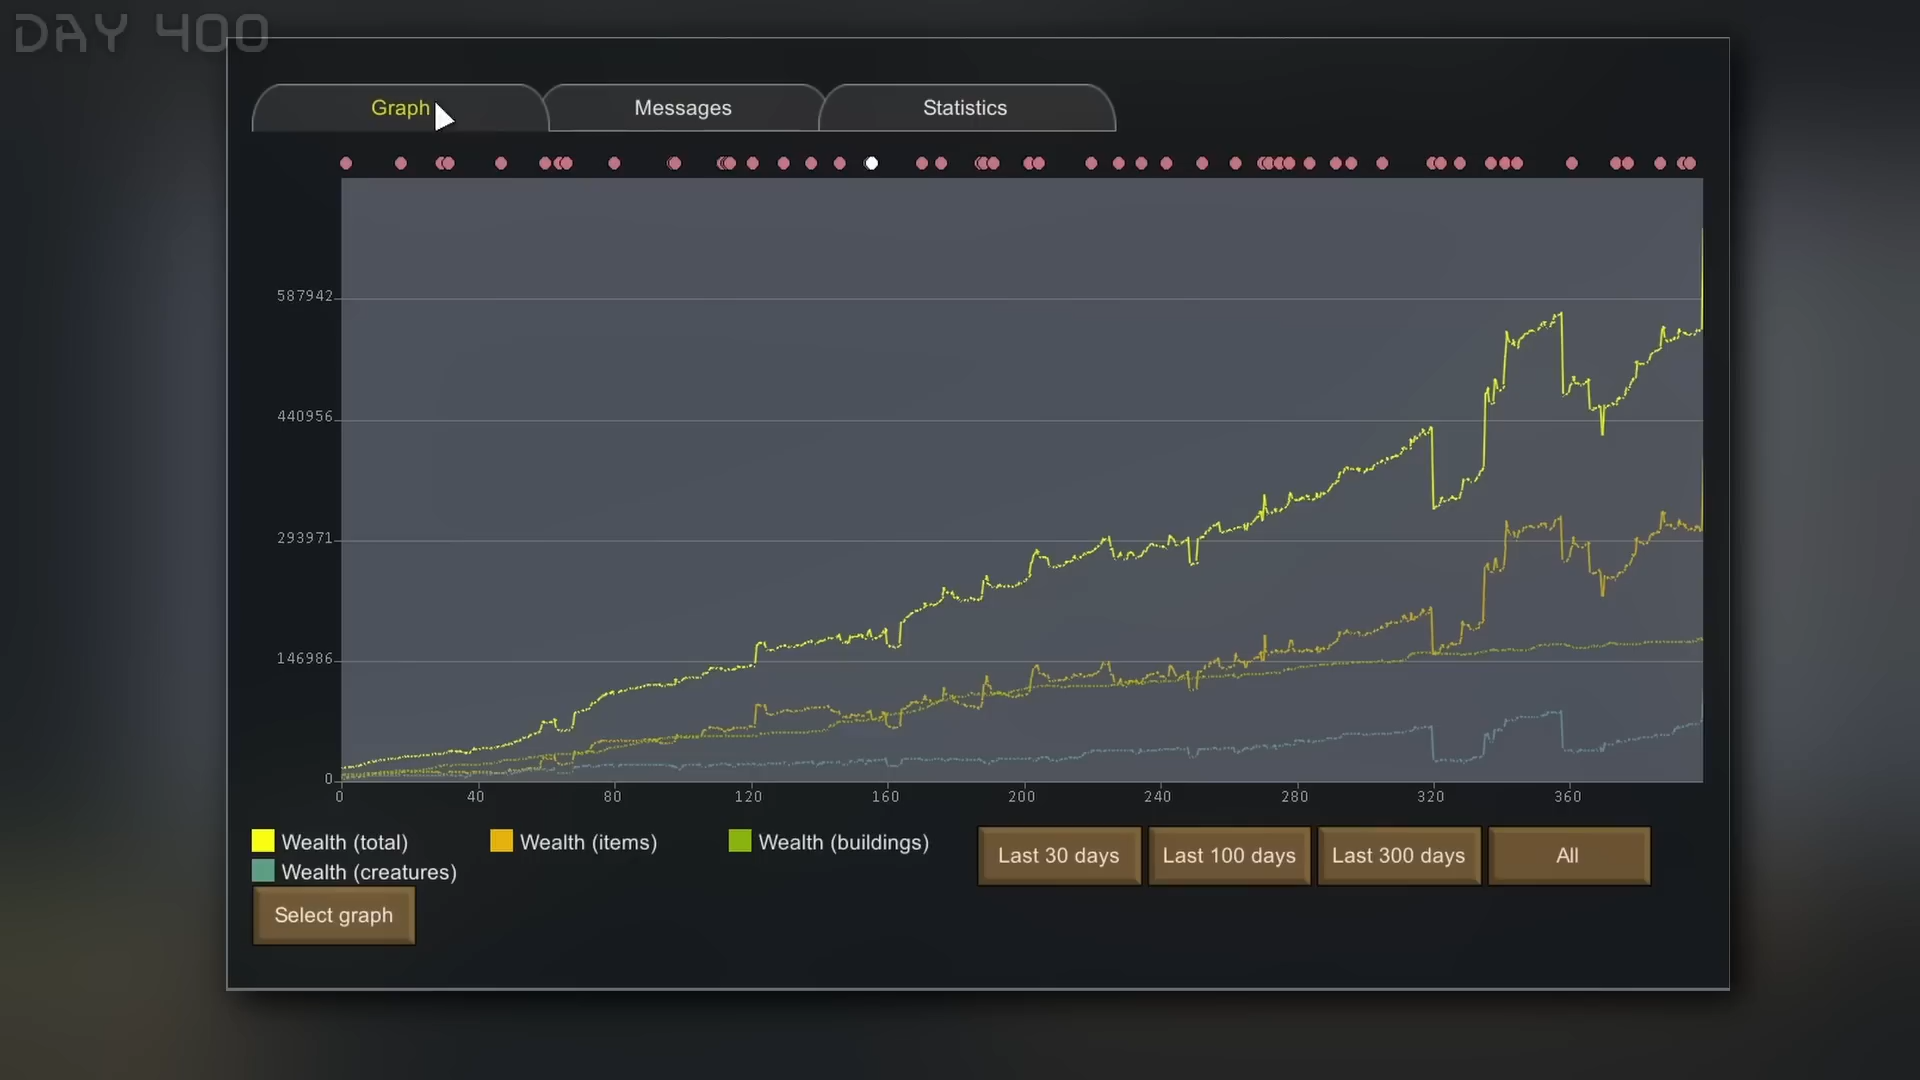 DAY 400
Graph
Messages
Statistics
587942
440956
293971
146986
0
0 40 80 120 160 200 240 280 320 360
Wealth (total)
Wealth (items)
Wealth (buildings)
Wealth (creatures)
Last 30 days
Last 100 days
Last 300 days
All
Select graph